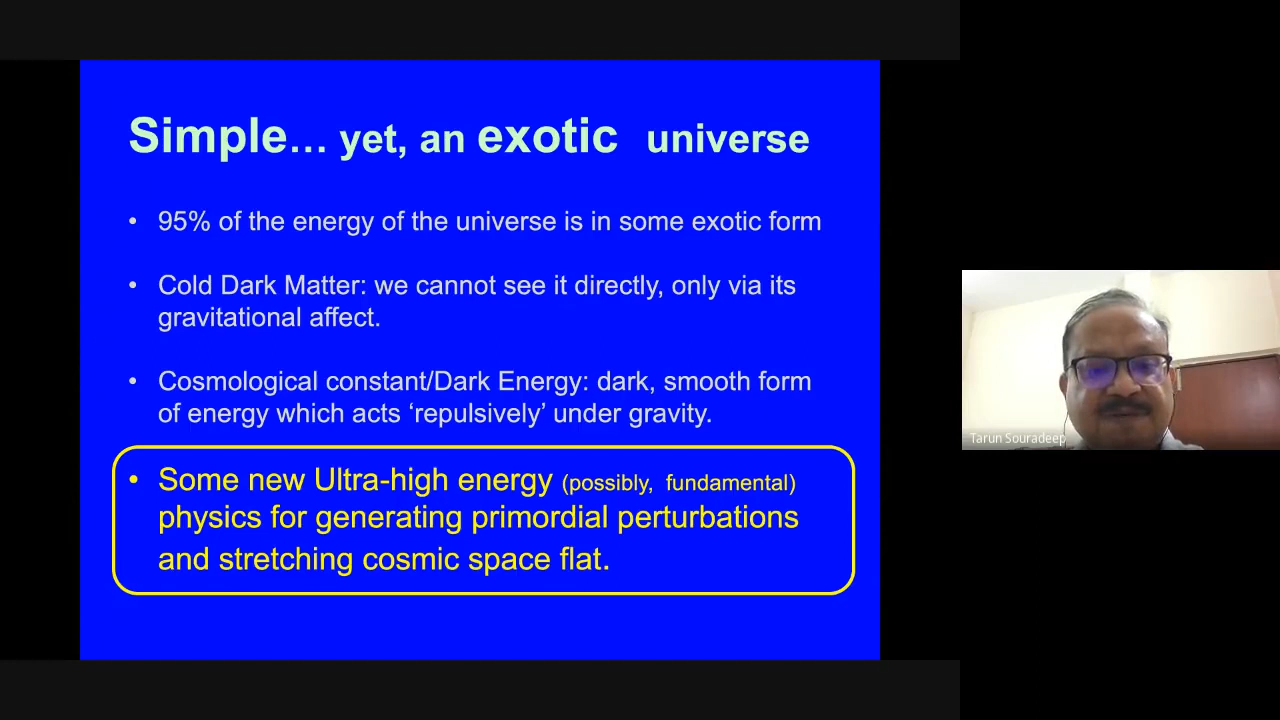 Simple… yet, an exotic universe
• 95% of the energy of the universe is in some exotic form
• Cold Dark Matter: we cannot see it directly, only via its
gravitational affect.
• Cosmological constant/Dark Energy: dark, smooth form
of energy which acts ‘repulsively’ under gravity.
• Some new Ultra-high energy (possibly, fundamental)
physics for generating primordial perturbations
and stretching cosmic space flat.
Tarun Souradeep